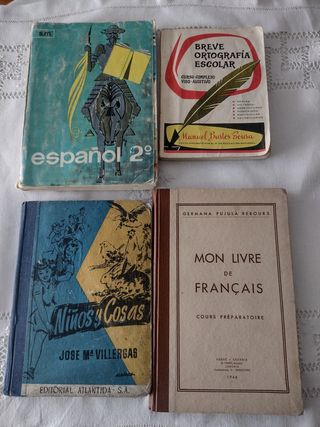 español 2º
BREVE
ORTOGRAFÍA
ESCOLAR
CURSO COMPLETO
VISO-AUDITIVO
Manuel Bustos Sousa
Niños y Cosas
JOSE Mª VILLERGAS
EDITORIAL ATLANTIDA - S.A.
GERMANA PUJULÀ REBOURS
MON LIVRE
DE
FRANÇAIS
COURS PRÉPARATOIRE